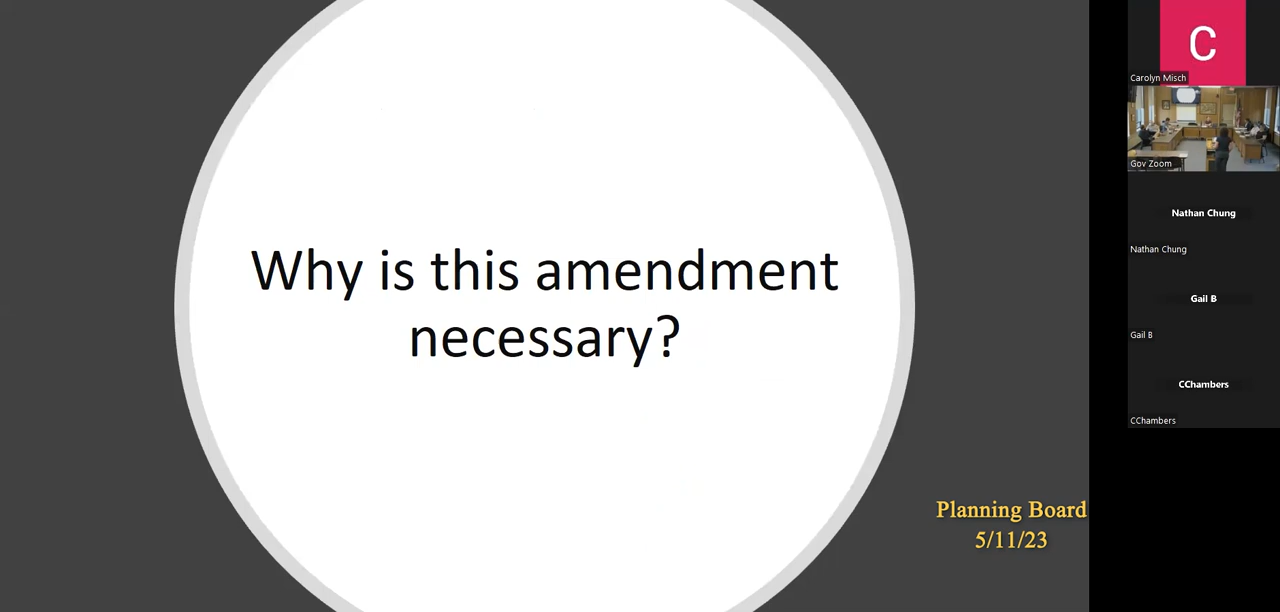 Why is this amendment
necessary?
Planning Board
5/11/23
C
Carolyn Misch
Gov Zoom
Nathan Chung
Nathan Chung
Gail B
Gail B
CChambers
CChambers